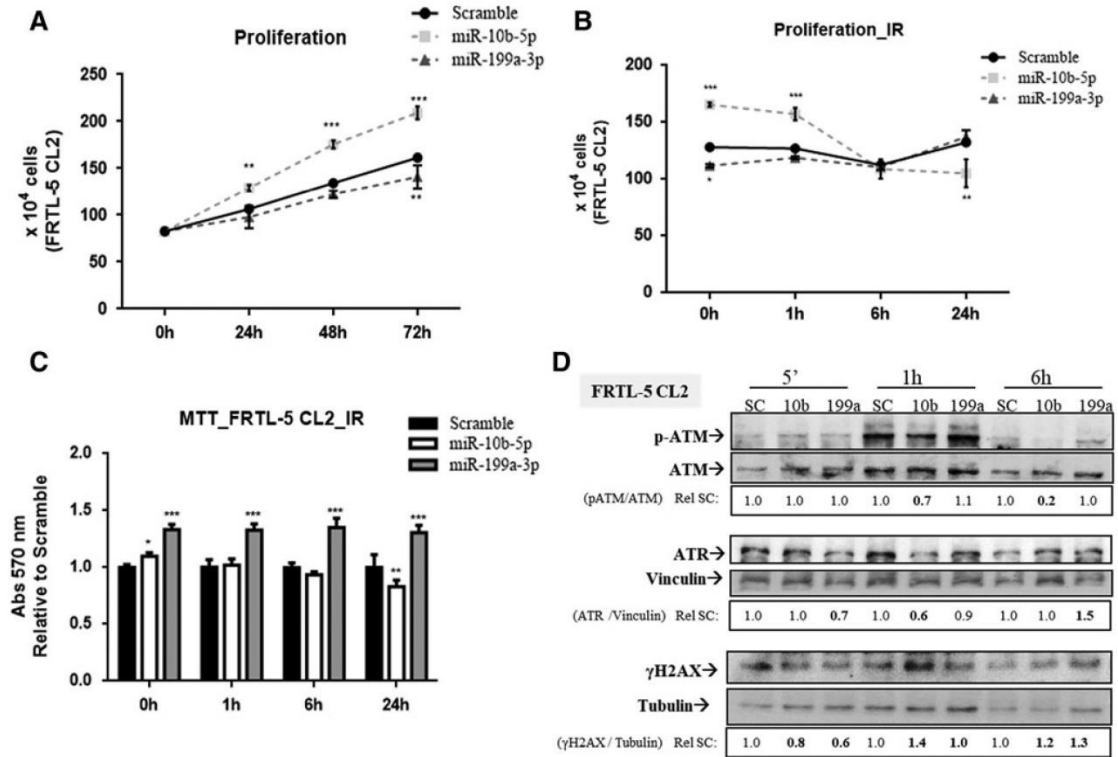 A
Proliferation
Scramble
miR-10b-5p
miR-199a-3p
250
200
150
100
50
0
x 10⁴ cells
(FRTL-5 CL2)
** *** ***
**
0h 24h 48h 72h
B
Proliferation_IR
Scramble
miR-10b-5p
miR-199a-3p
200
150
100
50
0
x 10⁴ cells
(FRTL-5 CL2)
*** ***
* **
0h 1h 6h 24h
C
MTT_FRTL-5 CL2_IR
Scramble
miR-10b-5p
miR-199a-3p
2.0
1.5
1.0
0.5
0.0
Abs 570 nm
Relative to Scramble
* *** *** *** ** ***
0h 1h 6h 24h
D
FRTL-5 CL2
5’ 1h 6h
SC 10b 199a SC 10b 199a SC 10b 199a
p-ATM→
ATM→
(pATM/ATM) Rel SC: 1.0 1.0 1.0 1.0 0.7 1.1 1.0 0.2 1.0
ATR→
Vinculin→
(ATR /Vinculin) Rel SC: 1.0 1.0 0.7 1.0 0.6 0.9 1.0 1.0 1.5
γH2AX→
Tubulin→
(γH2AX / Tubulin) Rel SC: 1.0 0.8 0.6 1.0 1.4 1.0 1.0 1.2 1.3